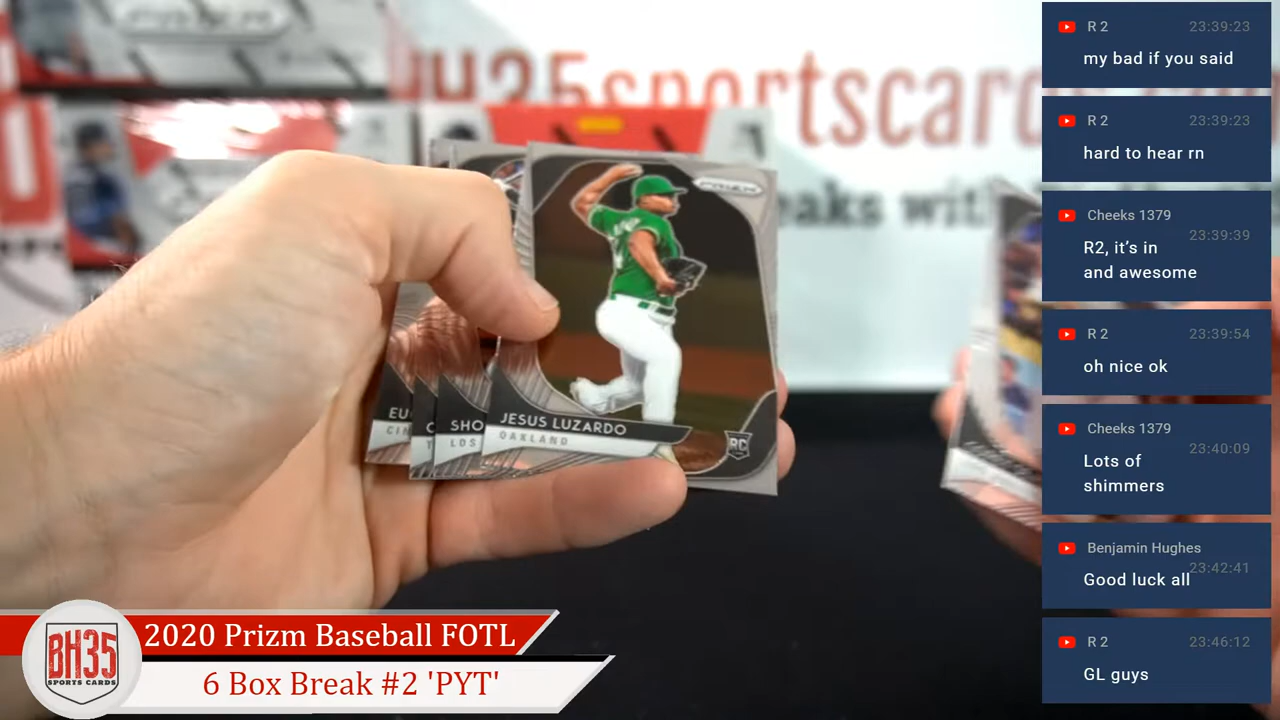 PRIZM
H35sportscards
eaks wit
PRIZM
EU
CIN
SHO
LOS
JESUS LUZARDO
OAKLAND
RC
BH35
SPORTS CARDS
2020 Prizm Baseball FOTL
6 Box Break #2 'PYT'
R 2 23:39:23
my bad if you said
R 2 23:39:23
hard to hear rn
Cheeks 1379
23:39:39
R2, it's in
and awesome
R 2 23:39:54
oh nice ok
Cheeks 1379
23:40:09
Lots of
shimmers
Benjamin Hughes
23:42:41
Good luck all
R 2 23:46:12
GL guys